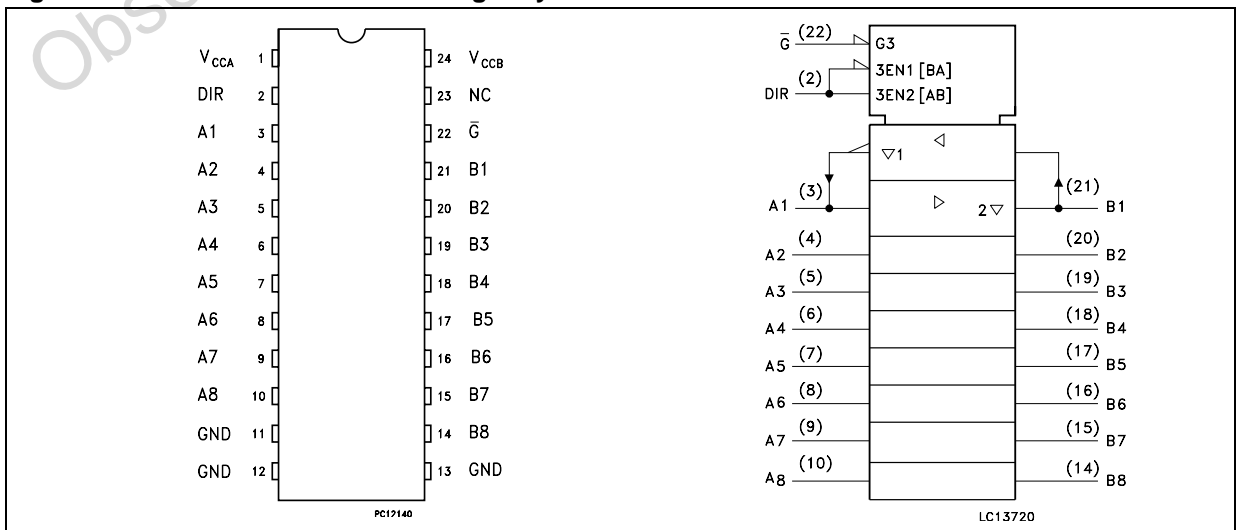 V_CCA 1 24 V_CCB
DIR 2 23 NC
A1 3 22 G̅
A2 4 21 B1
A3 5 20 B2
A4 6 19 B3
A5 7 18 B4
A6 8 17 B5
A7 9 16 B6
A8 10 15 B7
GND 11 14 B8
GND 12 13 GND
PC12140
G̅ (22) G3
3EN1 [BA]
DIR (2) 3EN2 [AB]
▽1 ◁
A1 (3) ▷ 2▽ (21) B1
A2 (4) (20) B2
A3 (5) (19) B3
A4 (6) (18) B4
A5 (7) (17) B5
A6 (8) (16) B6
A7 (9) (15) B7
A8 (10) (14) B8
LC13720